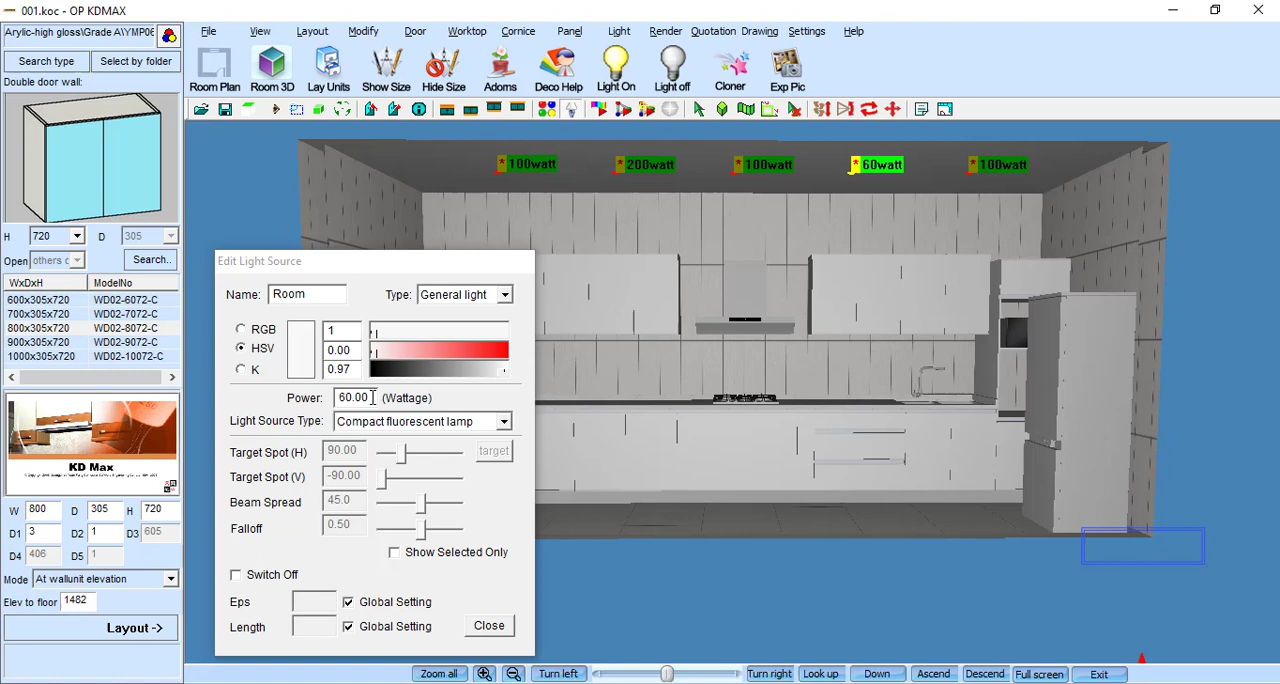 001.koc - OP KDMAX
Arylic-high gloss\Grade A\YMP06
File View Layout Modify Door Worktop Cornice Panel Light Render Quotation Drawing Settings Help
Search type Select by folder
Room Plan Room 3D Lay Units Show Size Hide Size Adorns Deco Help Light On Light off Cloner Exp Pic
Double door wall:
H 720 D 305
Open others c Search..
WxDxH ModelNo
600x305x720 WD02-6072-C
700x305x720 WD02-7072-C
800x305x720 WD02-8072-C
900x305x720 WD02-9072-C
1000x305x720 WD02-10072-C
KD Max
W 800 D 305 H 720
D1 3 D2 1 D3 605
D4 406 D5 1
Mode At wallunit elevation
Elev to floor 1482
Layout ->
* 100watt * 200watt * 100watt * 60watt * 100watt
Edit Light Source
Name: Room Type: General light
RGB 1
HSV 0.00
K 0.97
Power: 60.00 (Wattage)
Light Source Type: Compact fluorescent lamp
Target Spot (H) 90.00 target
Target Spot (V) -90.00
Beam Spread 45.0
Falloff 0.50
Show Selected Only
Switch Off
Eps Global Setting
Length Global Setting
Close
Zoom all Turn left Turn right Look up Down Ascend Descend Full screen Exit